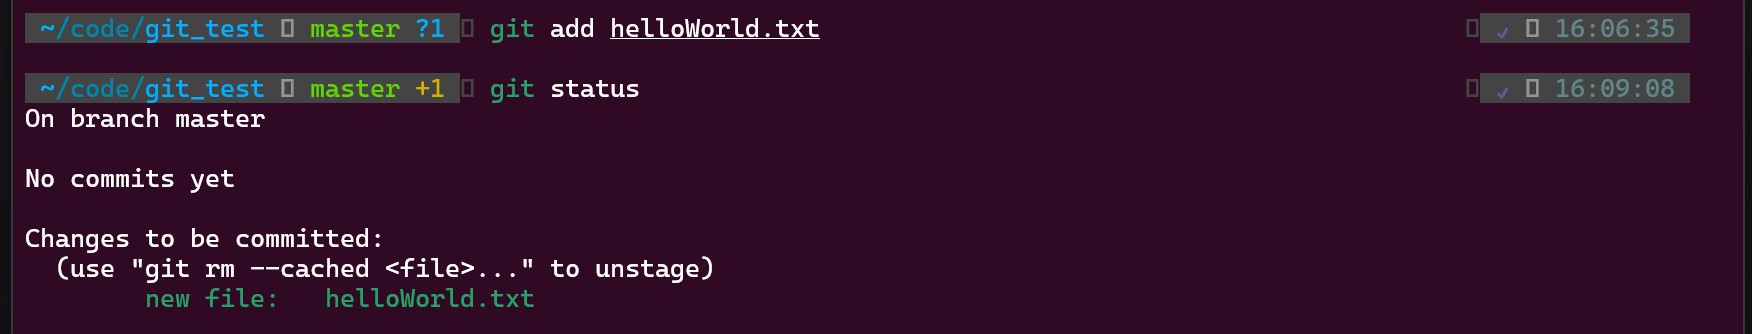 ~/code/git_test master ?1 git add helloWorld.txt 16:06:35
~/code/git_test master +1 git status 16:09:08
On branch master
No commits yet
Changes to be committed:
(use "git rm --cached <file>..." to unstage)
new file: helloWorld.txt